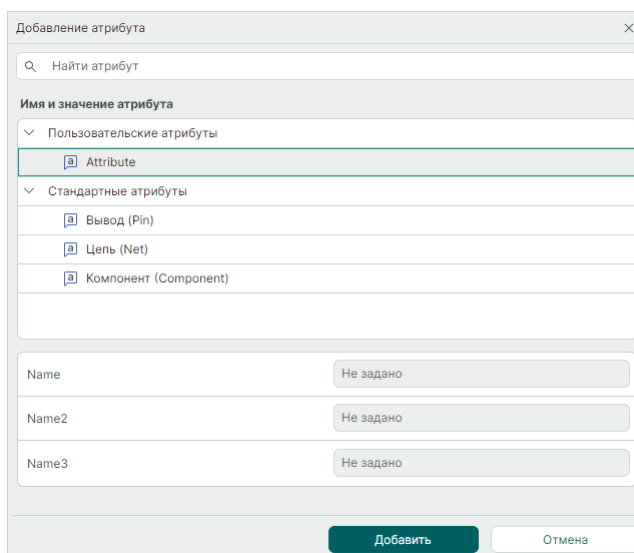 Добавление атрибута
Найти атрибут
Имя и значение атрибута
Пользовательские атрибуты
a Attribute
Стандартные атрибуты
a Вывод (Pin)
a Цепь (Net)
a Компонент (Component)
Name Не задано
Name2 Не задано
Name3 Не задано
Добавить Отмена